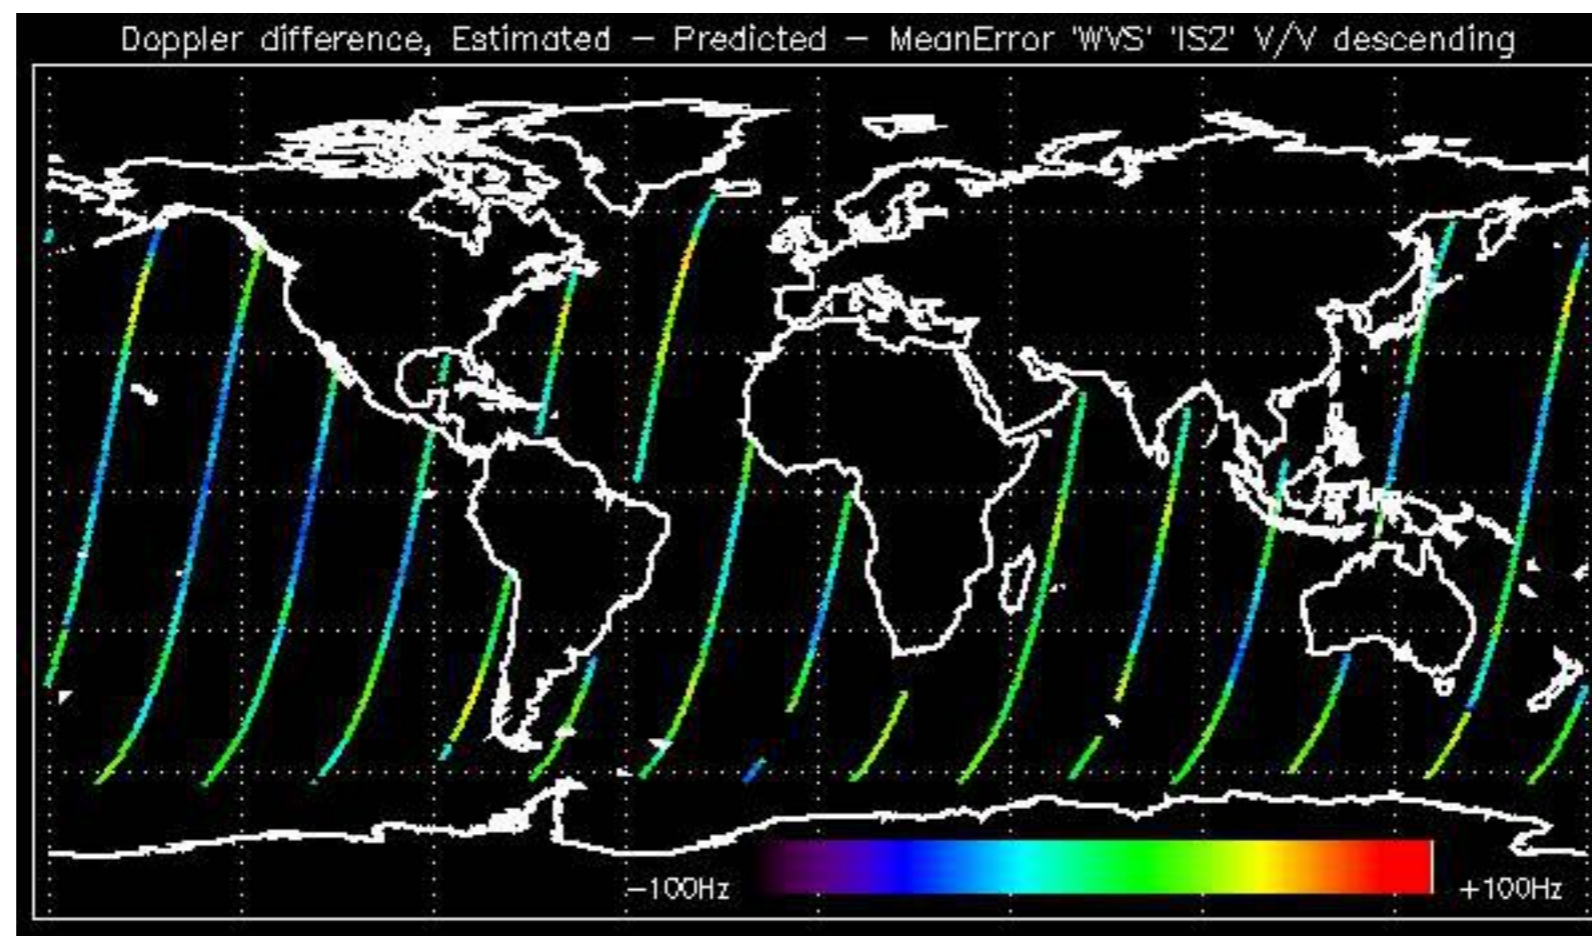 Doppler difference, Estimated - Predicted - MeanError 'WVS' 'IS2' V/V descending
-100Hz
+100Hz